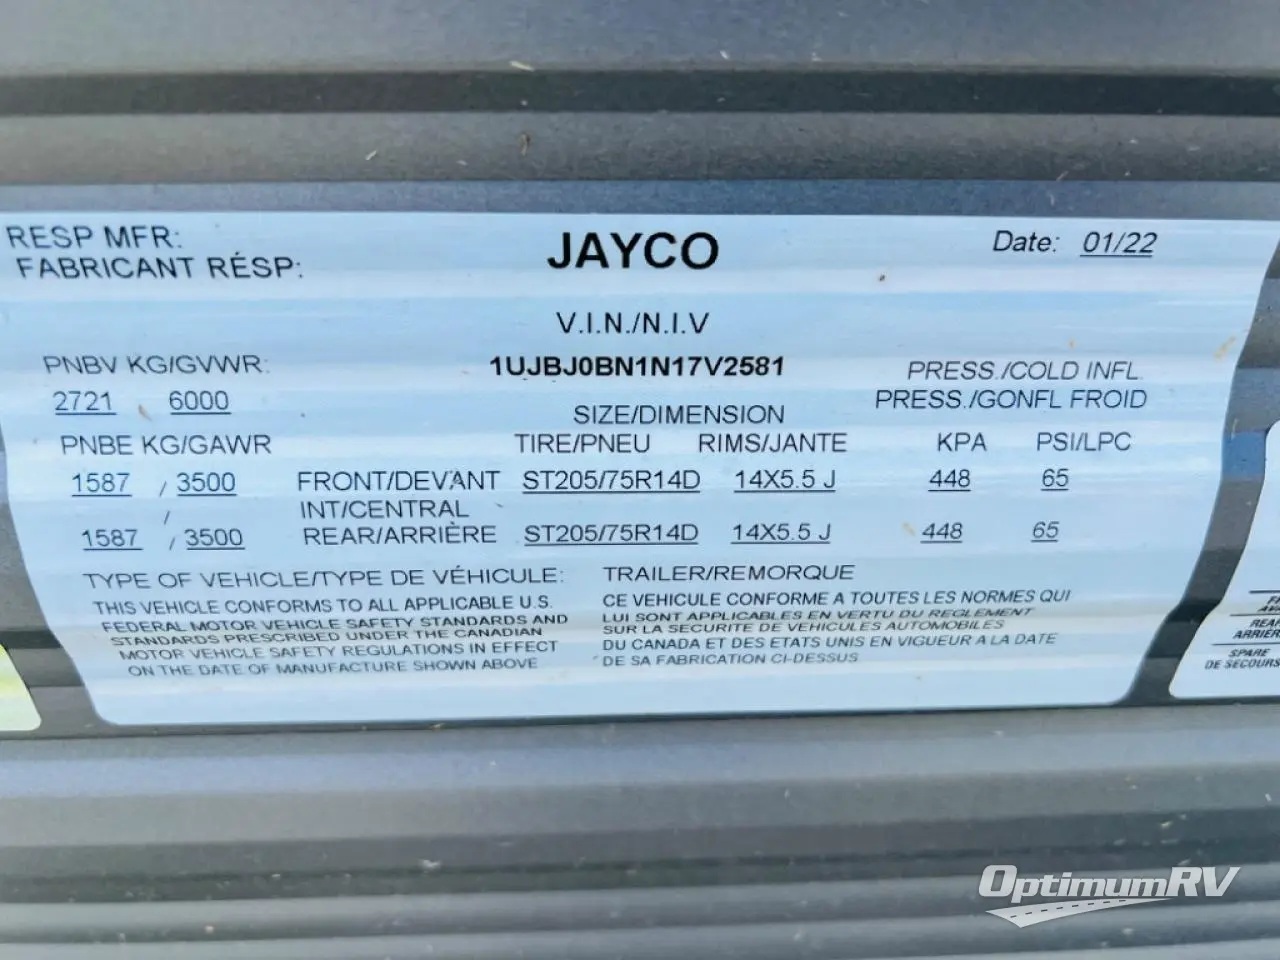 RESP MFR: JAYCO Date: 01/22
FABRICANT RÉSP:
V.I.N./N.I.V
PNBV KG/GVWR: 1UJBJ0BN1N17V2581 PRESS./COLD INFL.
2721 6000 SIZE/DIMENSION PRESS./GONFL FROID
PNBE KG/GAWR TIRE/PNEU RIMS/JANTE KPA PSI/LPC
1587 / 3500 FRONT/DEVANT ST205/75R14D 14X5.5 J 448 65
/ INT/CENTRAL
1587 / 3500 REAR/ARRIÈRE ST205/75R14D 14X5.5 J 448 65
TYPE OF VEHICLE/TYPE DE VÉHICULE: TRAILER/REMORQUE
THIS VEHICLE CONFORMS TO ALL APPLICABLE U.S.
FEDERAL MOTOR VEHICLE SAFETY STANDARDS AND
STANDARDS PRESCRIBED UNDER THE CANADIAN
MOTOR VEHICLE SAFETY REGULATIONS IN EFFECT
ON THE DATE OF MANUFACTURE SHOWN ABOVE
CE VEHICULE CONFORME A TOUTES LES NORMES QUI
LUI SONT APPLICABLES EN VERTU DU REGLEMENT
SUR LA SECURITE DE VEHICULES AUTOMOBILES
DU CANADA ET DES ETATS UNIS EN VIGUEUR A LA DATE
DE SA FABRICATION CI-DESSUS
REAR
ARRIER
SPARE
DE SECOURS
OptimumRV